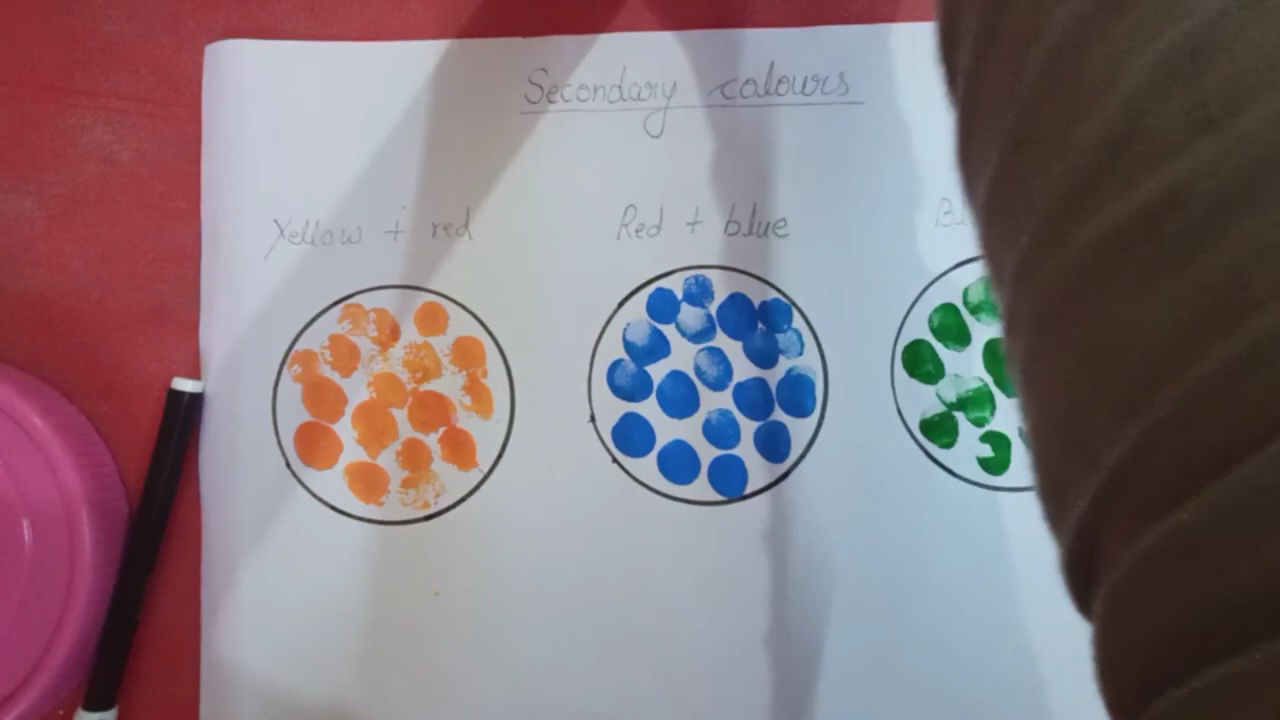 Secondary colours
Yellow + red
Red + blue